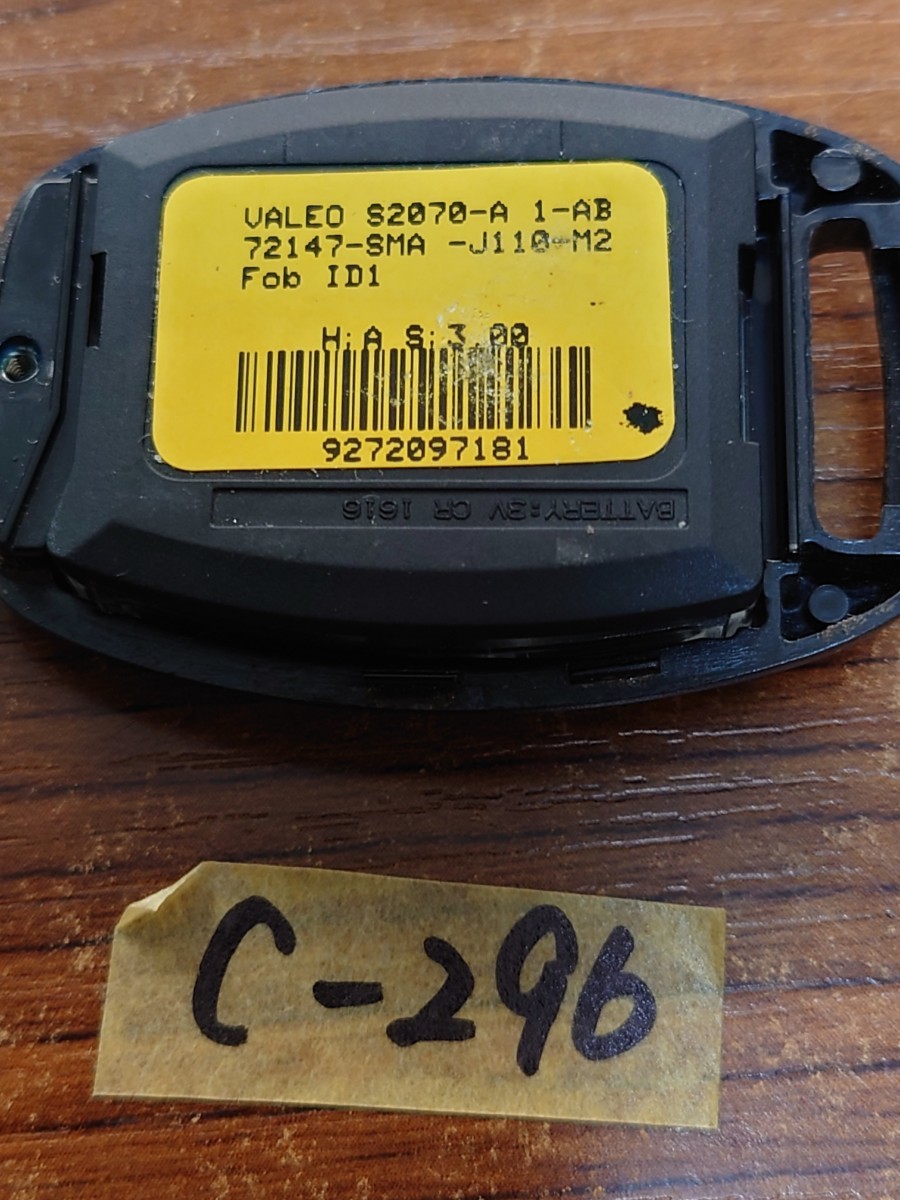 VALEO S2070-A 1-AB
72147-SMA -J110-M2
Fob ID1
H:A S:3.00
9272097181
BATTERY:3V CR 1616
C-296